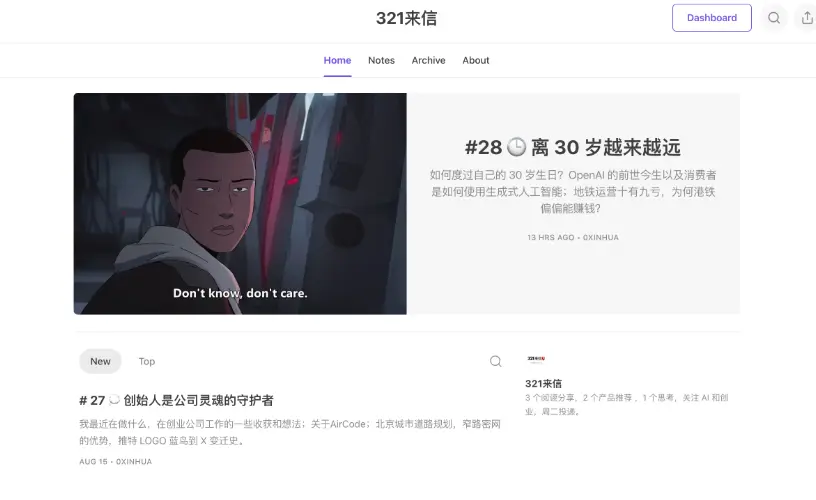 321来信
Dashboard
Home Notes Archive About
#28 🕒 离 30 岁越来越远
如何度过自己的 30 岁生日？OpenAI 的前世今生以及消费者
是如何使用生成式人工智能；地铁运营十有九亏，为何港铁
偏偏能赚钱？
13 HRS AGO • 0XINHUA
Don't know, don't care.
New Top
# 27 💭 创始人是公司灵魂的守护者
我最近在做什么，在创业公司工作的一些收获和想法；关于AirCode；北京城市道路规划，窄路密网
的优势，推特 LOGO 蓝鸟到 X 变迁史。
AUG 15 • 0XINHUA
321来信
321来信
3 个阅读分享，2 个产品推荐 ，1 个思考，关注 AI 和创
业，周二投递。